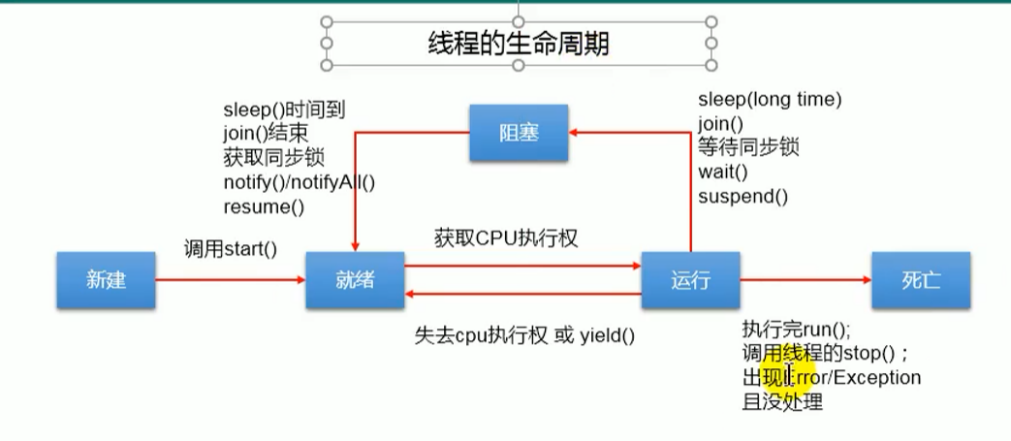 线程的生命周期
sleep()时间到
join()结束
获取同步锁
notify()/notifyAll()
resume()
阻塞
sleep(long time)
join()
等待同步锁
wait()
suspend()
调用start()
获取CPU执行权
新建
就绪
运行
死亡
失去cpu执行权 或 yield()
执行完run();
调用线程的stop()；
出现Error/Exception
且没处理